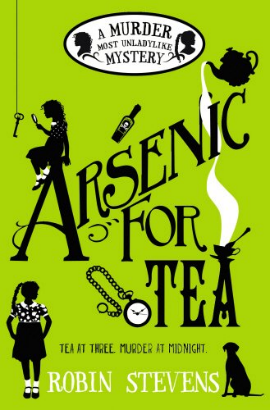 A MURDER
MOST UNLADYLIKE
MYSTERY
ARSENIC
FOR
TEA
TEA AT THREE. MURDER AT MIDNIGHT.
ROBIN STEVENS